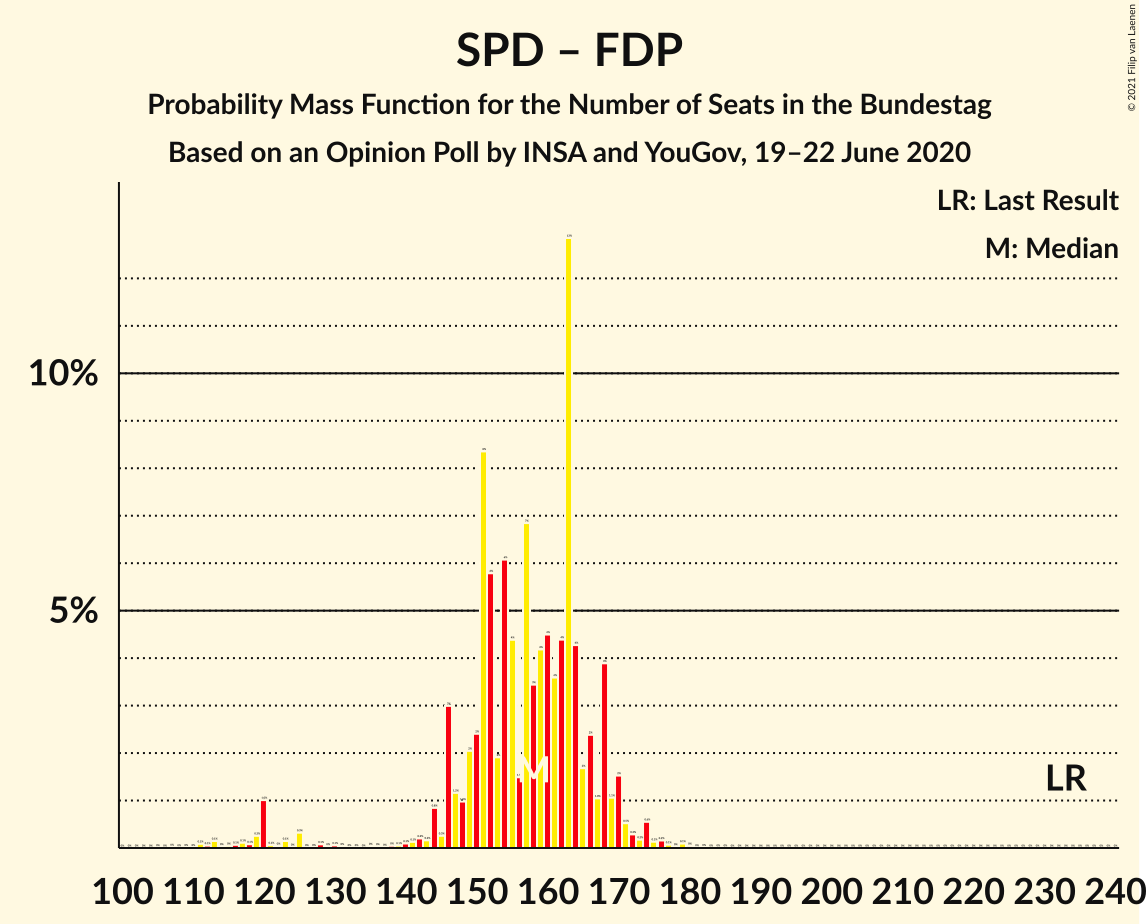 SPD – FDP
Probability Mass Function for the Number of Seats in the Bundestag
Based on an Opinion Poll by INSA and YouGov, 19–22 June 2020
© 2021 Filip van Laenen
LR: Last Result
M: Median
10%
5%
M
LR
100 110 120 130 140 150 160 170 180 190 200 210 220 230 240